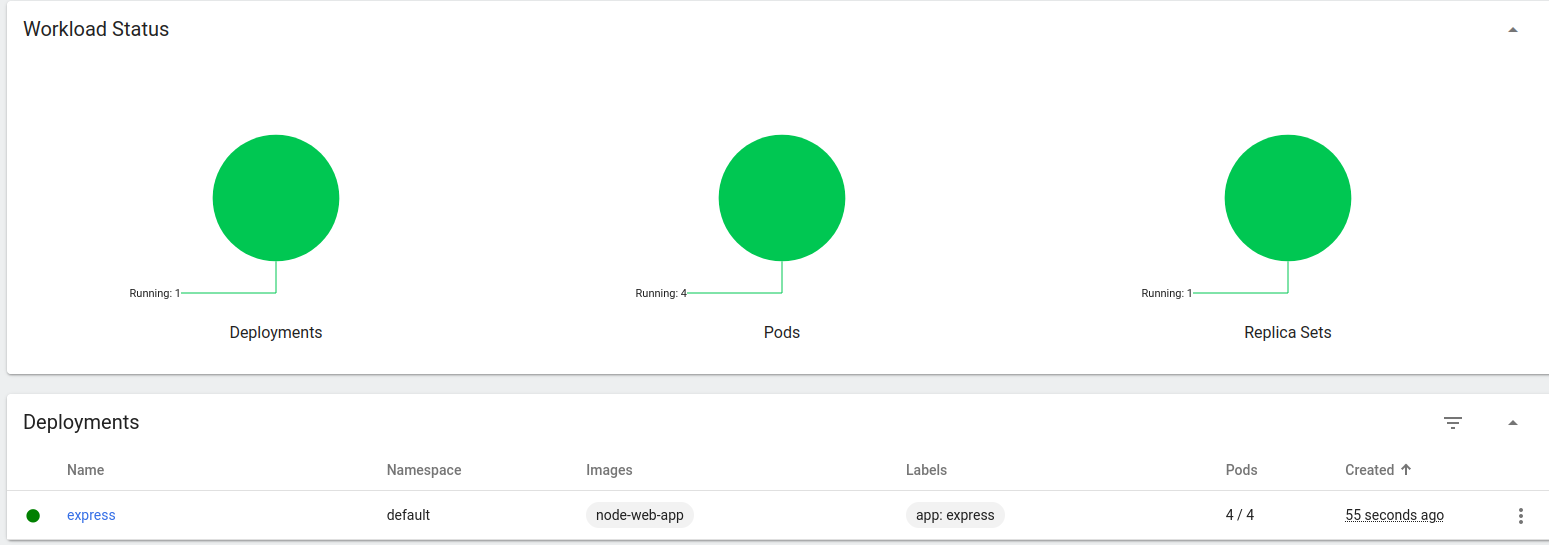 Workload Status
Running: 1
Running: 4
Running: 1
Deployments
Pods
Replica Sets
Deployments
Name Namespace Images Labels Pods Created
express default node-web-app app: express 4 / 4 55 seconds ago